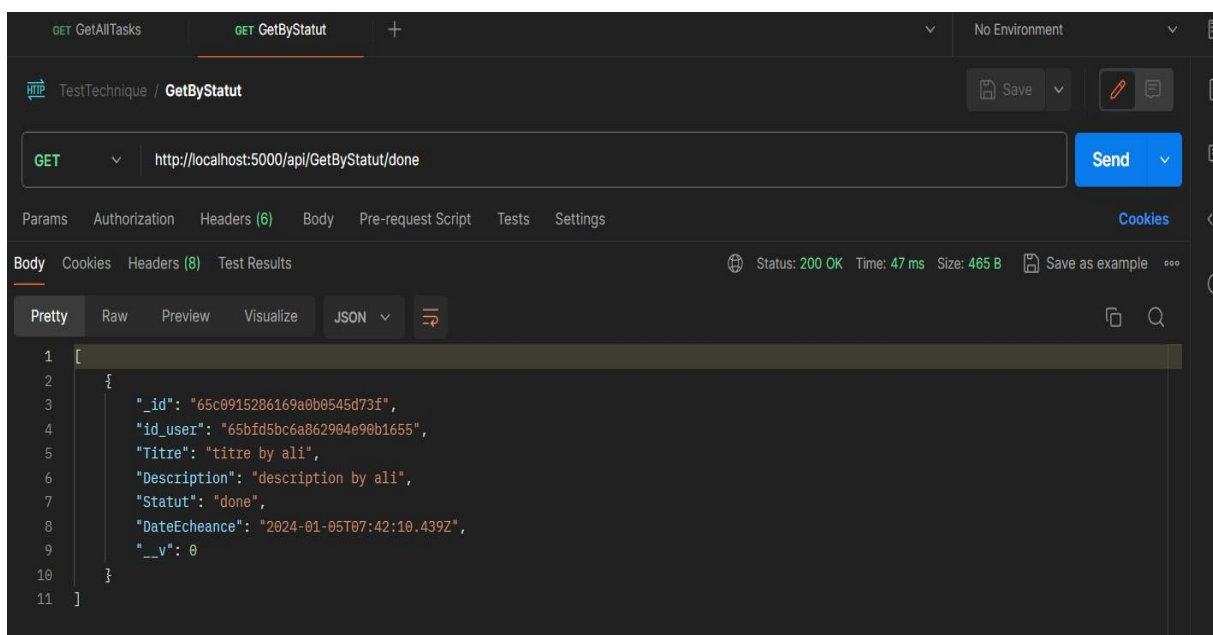 GET GetAllTasks GET GetByStatut + No Environment
HTTP TestTechnique / GetByStatut Save
GET http://localhost:5000/api/GetByStatut/done Send
Params Authorization Headers (6) Body Pre-request Script Tests Settings Cookies
Body Cookies Headers (8) Test Results Status: 200 OK Time: 47 ms Size: 465 B Save as example
Pretty Raw Preview Visualize JSON
1 [
2 {
3 "_id": "65c0915286169a0b0545d73f",
4 "id_user": "65bfd5bc6a862904e90b1655",
5 "Titre": "titre by ali",
6 "Description": "description by ali",
7 "Statut": "done",
8 "DateEcheance": "2024-01-05T07:42:10.439Z",
9 "__v": 0
10 }
11 ]